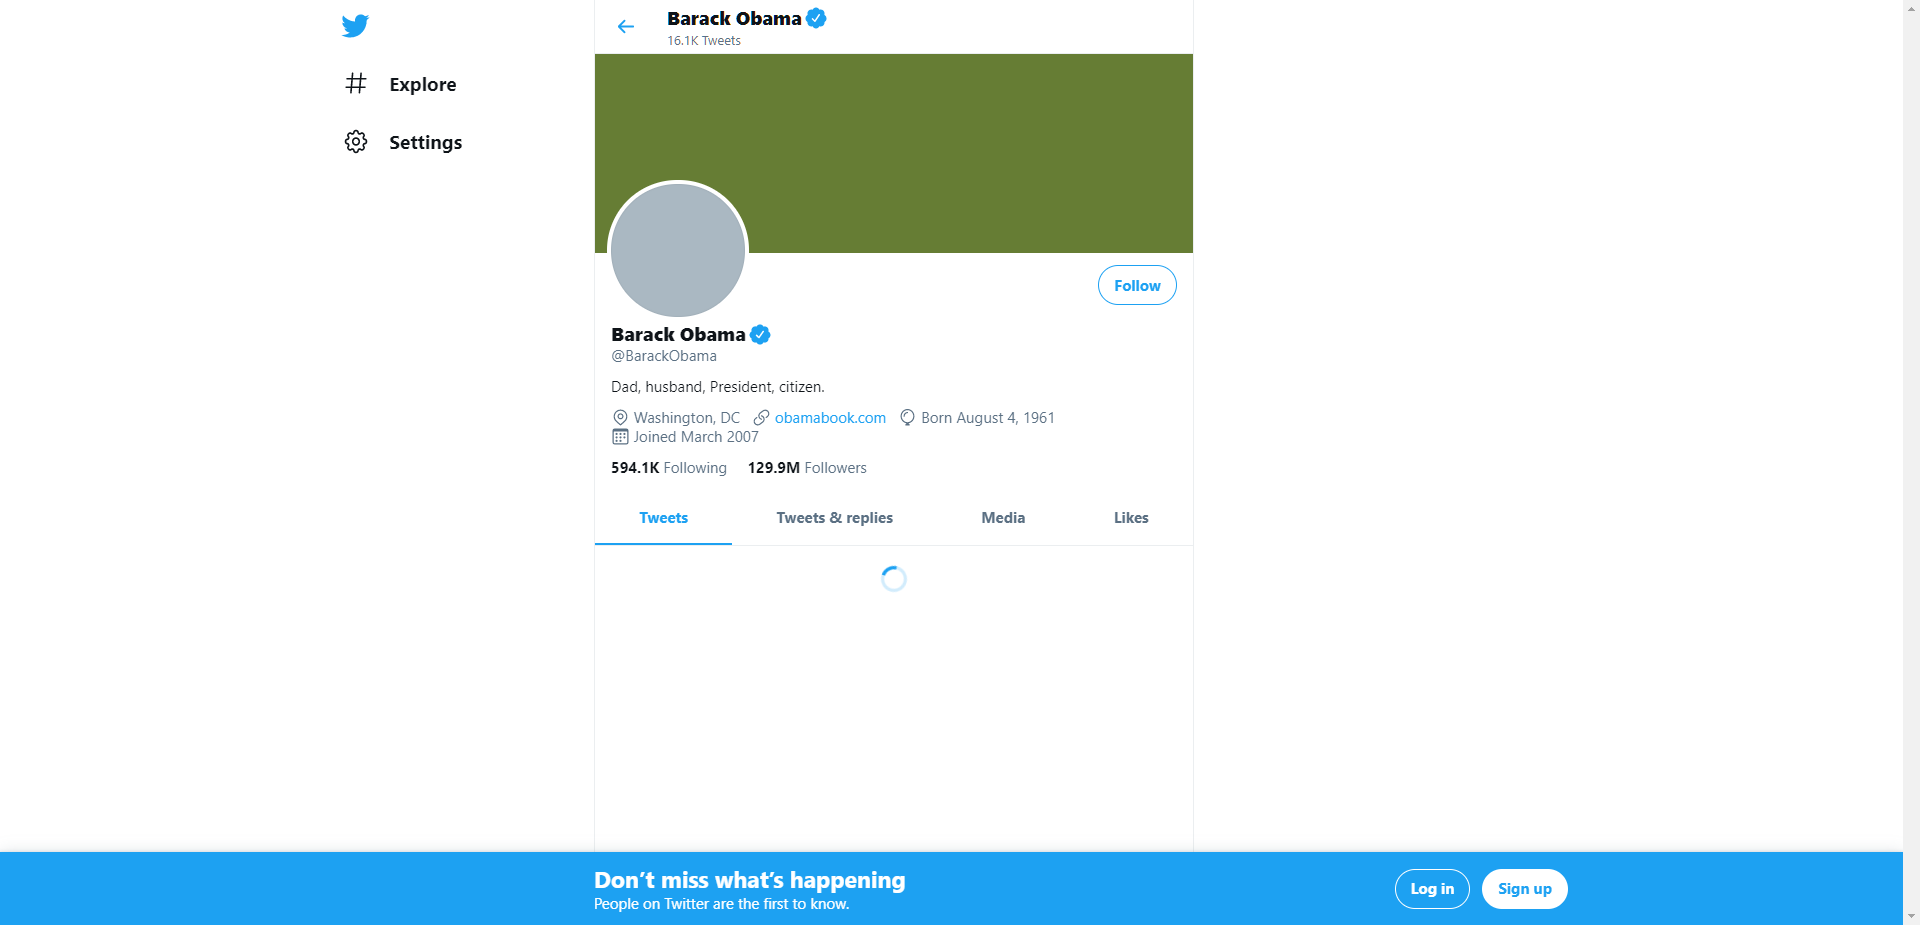 Barack Obama
16.1K Tweets
Explore
Settings
Follow
Barack Obama
@BarackObama
Dad, husband, President, citizen.
Washington, DC obamabook.com Born August 4, 1961
Joined March 2007
594.1K Following 129.9M Followers
Tweets Tweets & replies Media Likes
Don’t miss what’s happening
People on Twitter are the first to know.
Log in Sign up